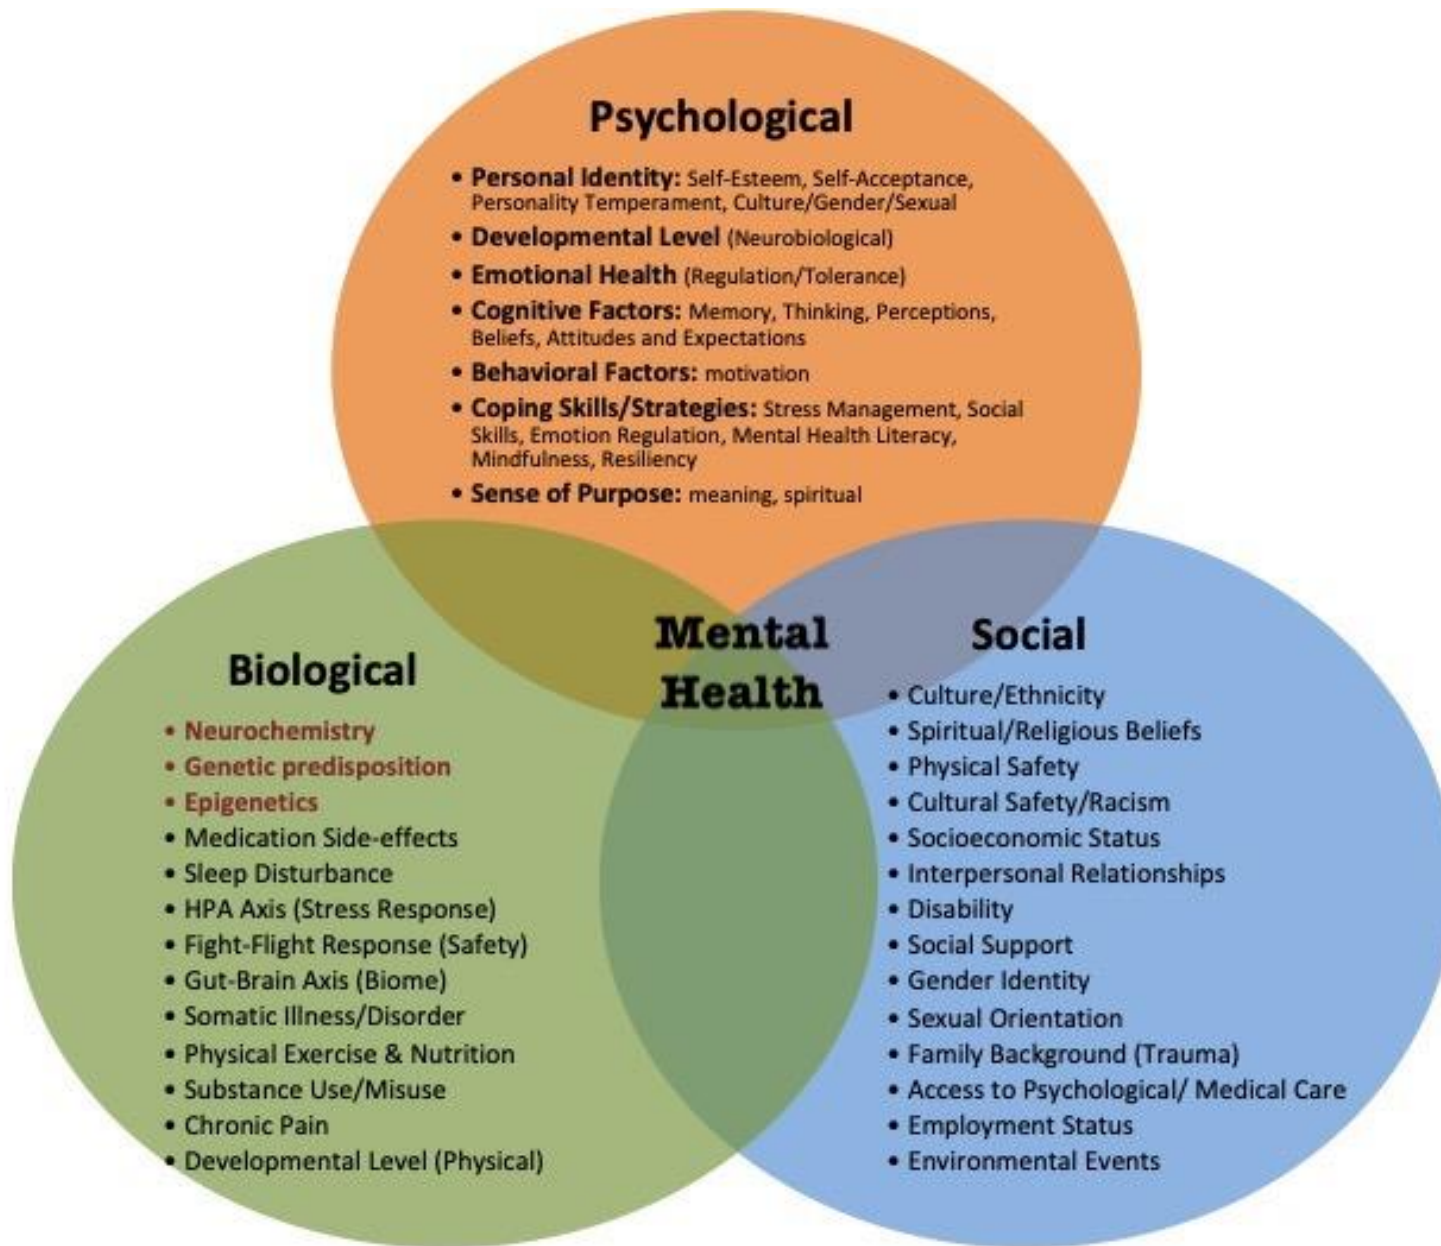 Psychological
• Personal Identity: Self-Esteem, Self-Acceptance,
Personality Temperament, Culture/Gender/Sexual
• Developmental Level (Neurobiological)
• Emotional Health (Regulation/Tolerance)
• Cognitive Factors: Memory, Thinking, Perceptions,
Beliefs, Attitudes and Expectations
• Behavioral Factors: motivation
• Coping Skills/Strategies: Stress Management, Social
Skills, Emotion Regulation, Mental Health Literacy,
Mindfulness, Resiliency
• Sense of Purpose: meaning, spiritual
Mental
Health
Biological
• Neurochemistry
• Genetic predisposition
• Epigenetics
• Medication Side-effects
• Sleep Disturbance
• HPA Axis (Stress Response)
• Fight-Flight Response (Safety)
• Gut-Brain Axis (Biome)
• Somatic Illness/Disorder
• Physical Exercise & Nutrition
• Substance Use/Misuse
• Chronic Pain
• Developmental Level (Physical)
Social
• Culture/Ethnicity
• Spiritual/Religious Beliefs
• Physical Safety
• Cultural Safety/Racism
• Socioeconomic Status
• Interpersonal Relationships
• Disability
• Social Support
• Gender Identity
• Sexual Orientation
• Family Background (Trauma)
• Access to Psychological/ Medical Care
• Employment Status
• Environmental Events